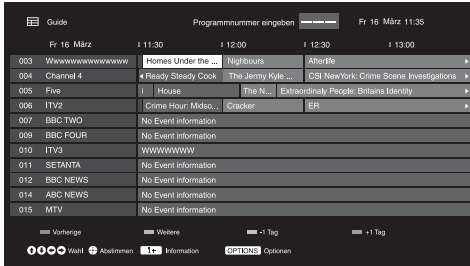 Guide Programmnummer eingeben Fr 16 März 11:35
Fr 16 März 11:30 12:00 12:30 13:00
003 Wwwwwwwwwwwwww Homes Under the ... Nighbours Afterlife
004 Channel 4 Ready Steady Cook The Jermy Kyle ... CSI NewYork: Crime Scene Investigations
005 Five i House The N... Extraordinaly People: Britains Identity
006 ITV2 Crime Hour: Midso... Cracker ER
007 BBC TWO No Event information
009 BBC FOUR No Event information
010 ITV3 WWWWWWW
011 SETANTA No Event information
012 BBC NEWS No Event information
014 ABC NEWS No Event information
015 MTV No Event information
Vorherige Weitere -1 Tag +1 Tag
Wahl Abstimmen 1+ Information OPTIONS Optionen